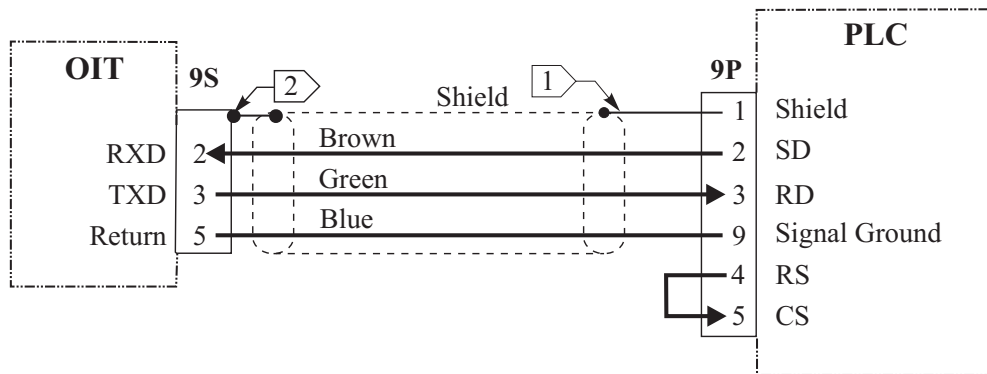 OIT
PLC
9S
9P
2
Shield
1
1 Shield
RXD 2
Brown
2 SD
TXD 3
Green
3 RD
Return 5
Blue
9 Signal Ground
4 RS
5 CS